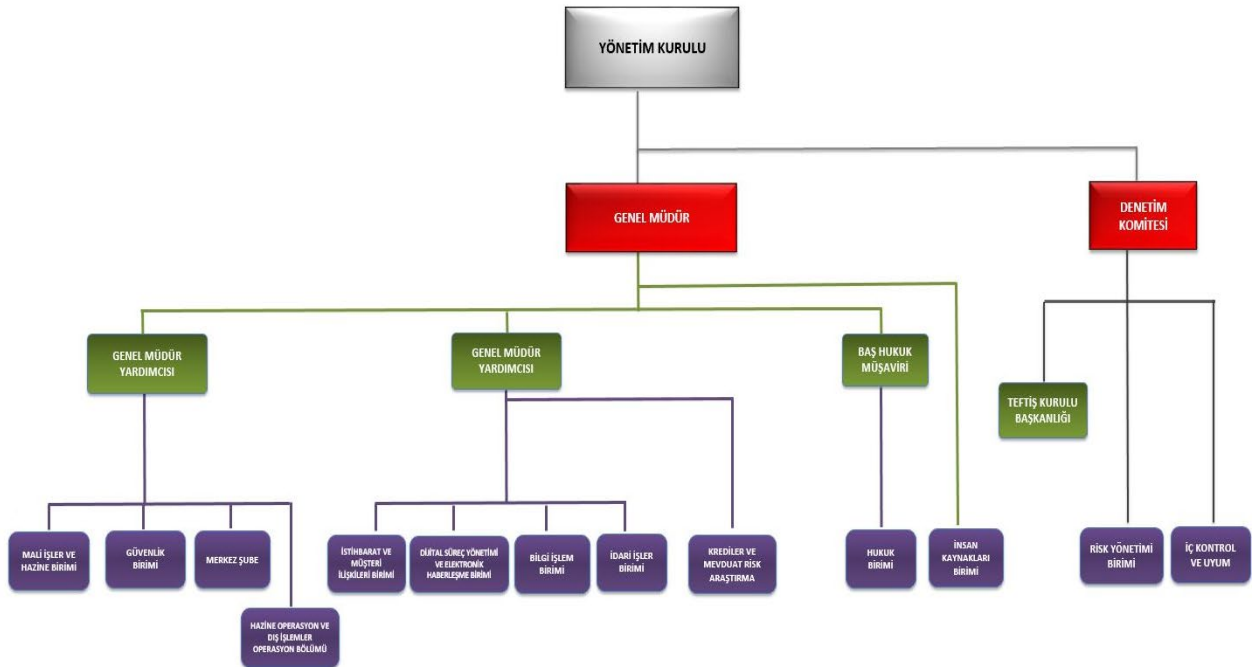 YÖNETİM KURULU
GENEL MÜDÜR
DENETİM
KOMİTESİ
GENEL MÜDÜR
YARDIMCISI
GENEL MÜDÜR
YARDIMCISI
BAŞ HUKUK
MÜŞAVİRİ
TEFTİŞ KURULU
BAŞKANLIĞI
MALİ İŞLER VE
HAZİNE BİRİMİ
GÜVENLİK
BİRİMİ
MERKEZ ŞUBE
HAZİNE OPERASYON VE
DIŞ İŞLEMLER
OPERASYON BÖLÜMÜ
İSTİHBARAT VE
MÜŞTERİ
İLİŞKİLERİ BİRİMİ
DİJİTAL SÜREÇ YÖNETİMİ
VE ELEKTRONİK
HABERLEŞME BİRİMİ
BİLGİ İŞLEM
BİRİMİ
İDARİ İŞLER
BİRİMİ
KREDİLER VE
MEVDUAT RİSK
ARAŞTIRMA
HUKUK
BİRİMİ
İNSAN
KAYNAKLARI
BİRİMİ
RİSK YÖNETİMİ
BİRİMİ
İÇ KONTROL
VE UYUM